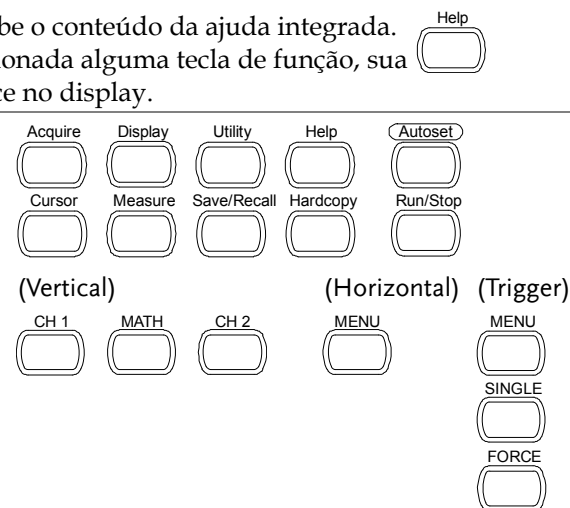 be o conteúdo da ajuda integrada.
Help
onada alguma tecla de função, sua
ce no display.
Acquire Display Utility Help Autoset
Cursor Measure Save/Recall Hardcopy Run/Stop
(Vertical) (Horizontal) (Trigger)
CH 1 MATH CH 2 MENU MENU
SINGLE
FORCE